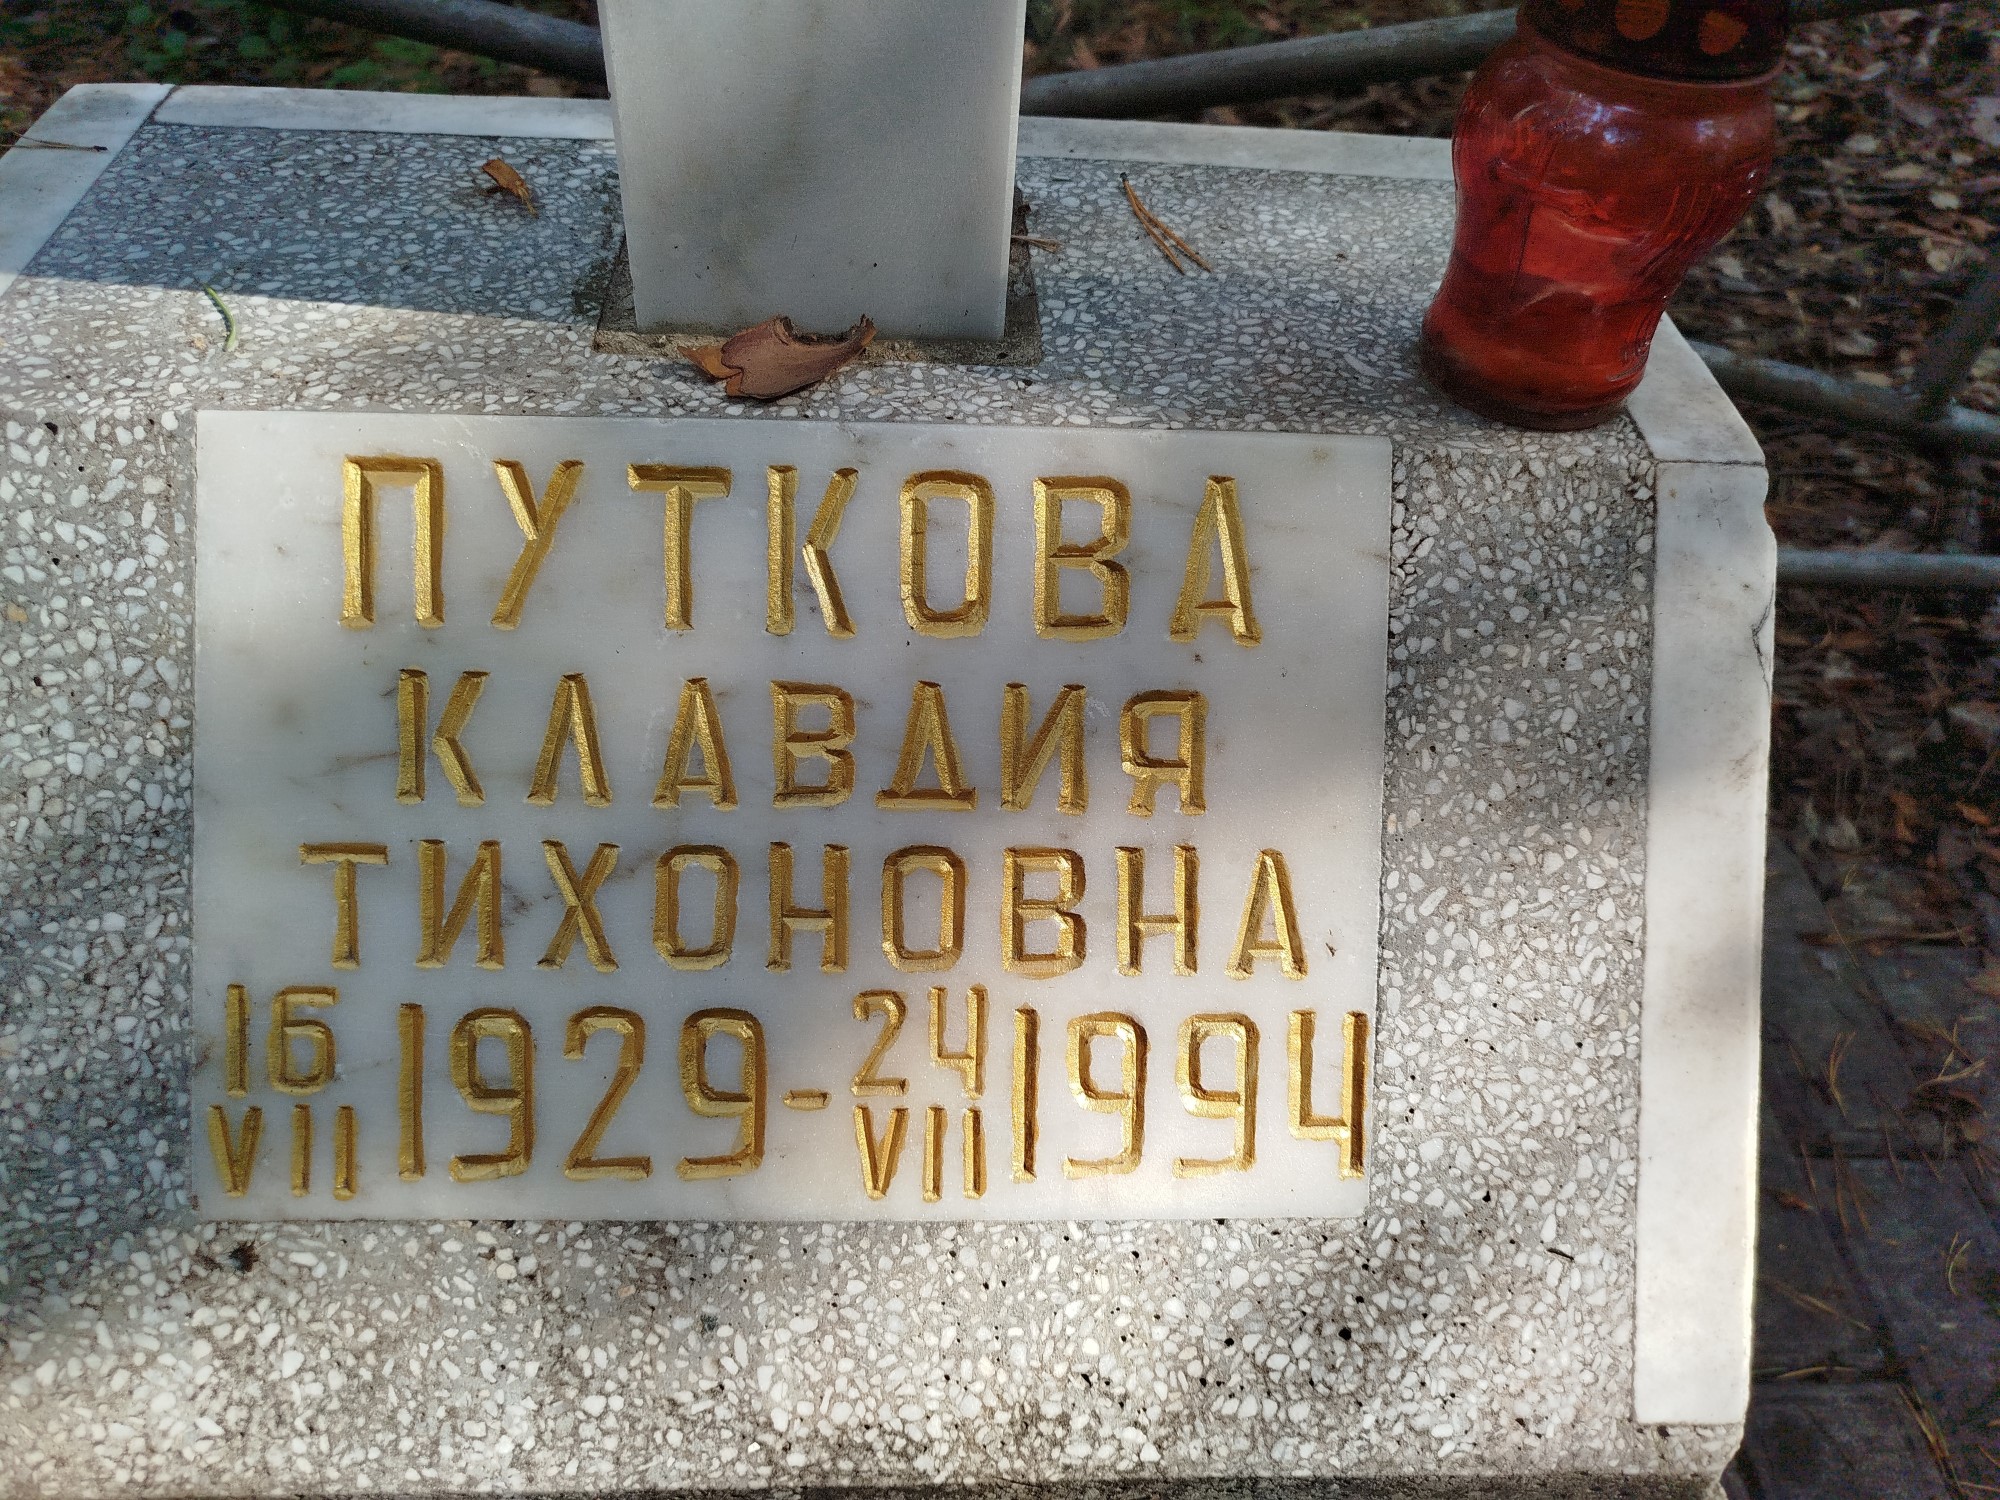 ПУТКОВА
КЛАВДИЯ
ТИХОНОВНА
16 VII 1929 - 24 VII 1994